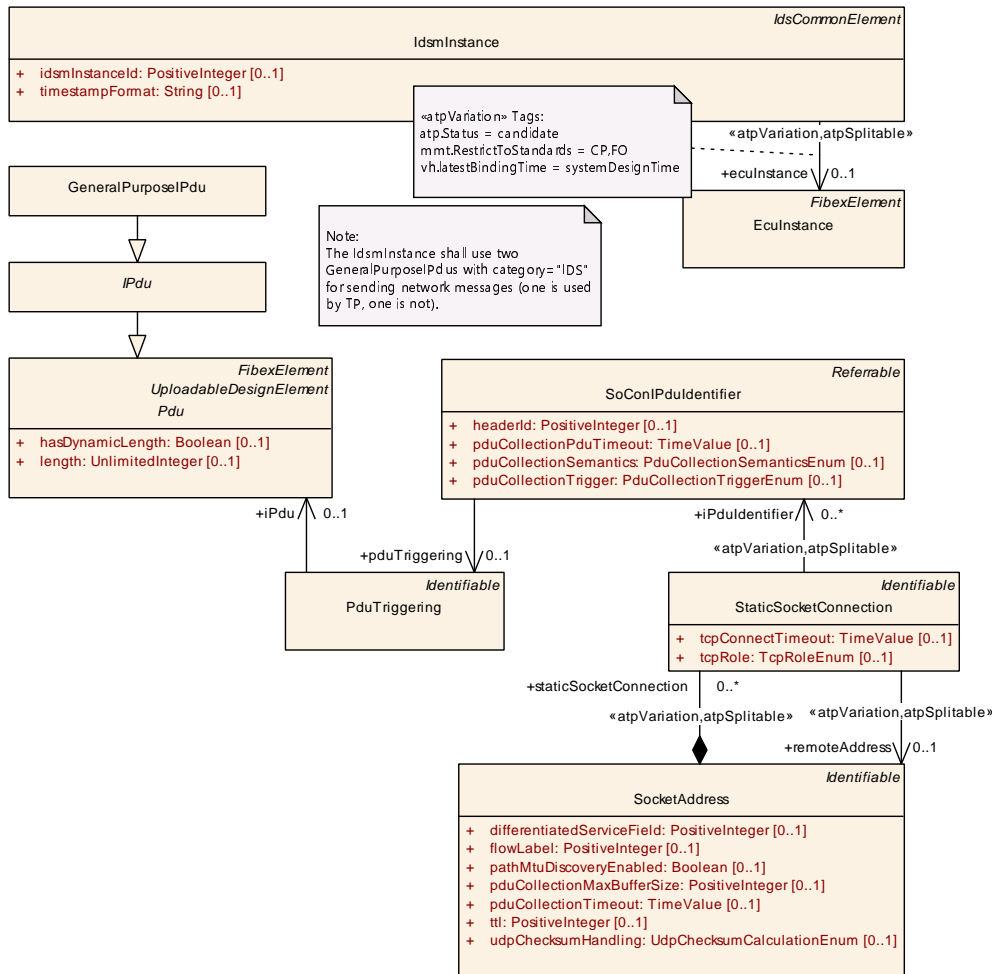 IdsCommonElement
IdsmInstance
+ idsmInstanceId: PositiveInteger [0..1]
+ timestampFormat: String [0..1]
«atpVariation» Tags:
atp.Status = candidate
mmt.RestrictToStandards = CP,FO
vh.latestBindingTime = systemDesignTime
«atpVariation,atpSplitable»
+ecuInstance
0..1
FibexElement
EcuInstance
GeneralPurposeIPdu
Note:
The IdsmInstance shall use two
GeneralPurposeIPdus with category="IDS"
for sending network messages (one is used
by TP, one is not).
IPdu
FibexElement
UploadableDesignElement
Pdu
+ hasDynamicLength: Boolean [0..1]
+ length: UnlimitedInteger [0..1]
Referrable
SoConIPduIdentifier
+ headerId: PositiveInteger [0..1]
+ pduCollectionPduTimeout: TimeValue [0..1]
+ pduCollectionSemantics: PduCollectionSemanticsEnum [0..1]
+ pduCollectionTrigger: PduCollectionTriggerEnum [0..1]
+iPdu
0..1
+iPduIdentifier
0..*
+pduTriggering
0..1
«atpVariation,atpSplitable»
Identifiable
PduTriggering
Identifiable
StaticSocketConnection
+ tcpConnectTimeout: TimeValue [0..1]
+ tcpRole: TcpRoleEnum [0..1]
+staticSocketConnection
0..*
«atpVariation,atpSplitable»
«atpVariation,atpSplitable»
+remoteAddress
0..1
Identifiable
SocketAddress
+ differentiatedServiceField: PositiveInteger [0..1]
+ flowLabel: PositiveInteger [0..1]
+ pathMtuDiscoveryEnabled: Boolean [0..1]
+ pduCollectionMaxBufferSize: PositiveInteger [0..1]
+ pduCollectionTimeout: TimeValue [0..1]
+ ttl: PositiveInteger [0..1]
+ udpChecksumHandling: UdpChecksumCalculationEnum [0..1]